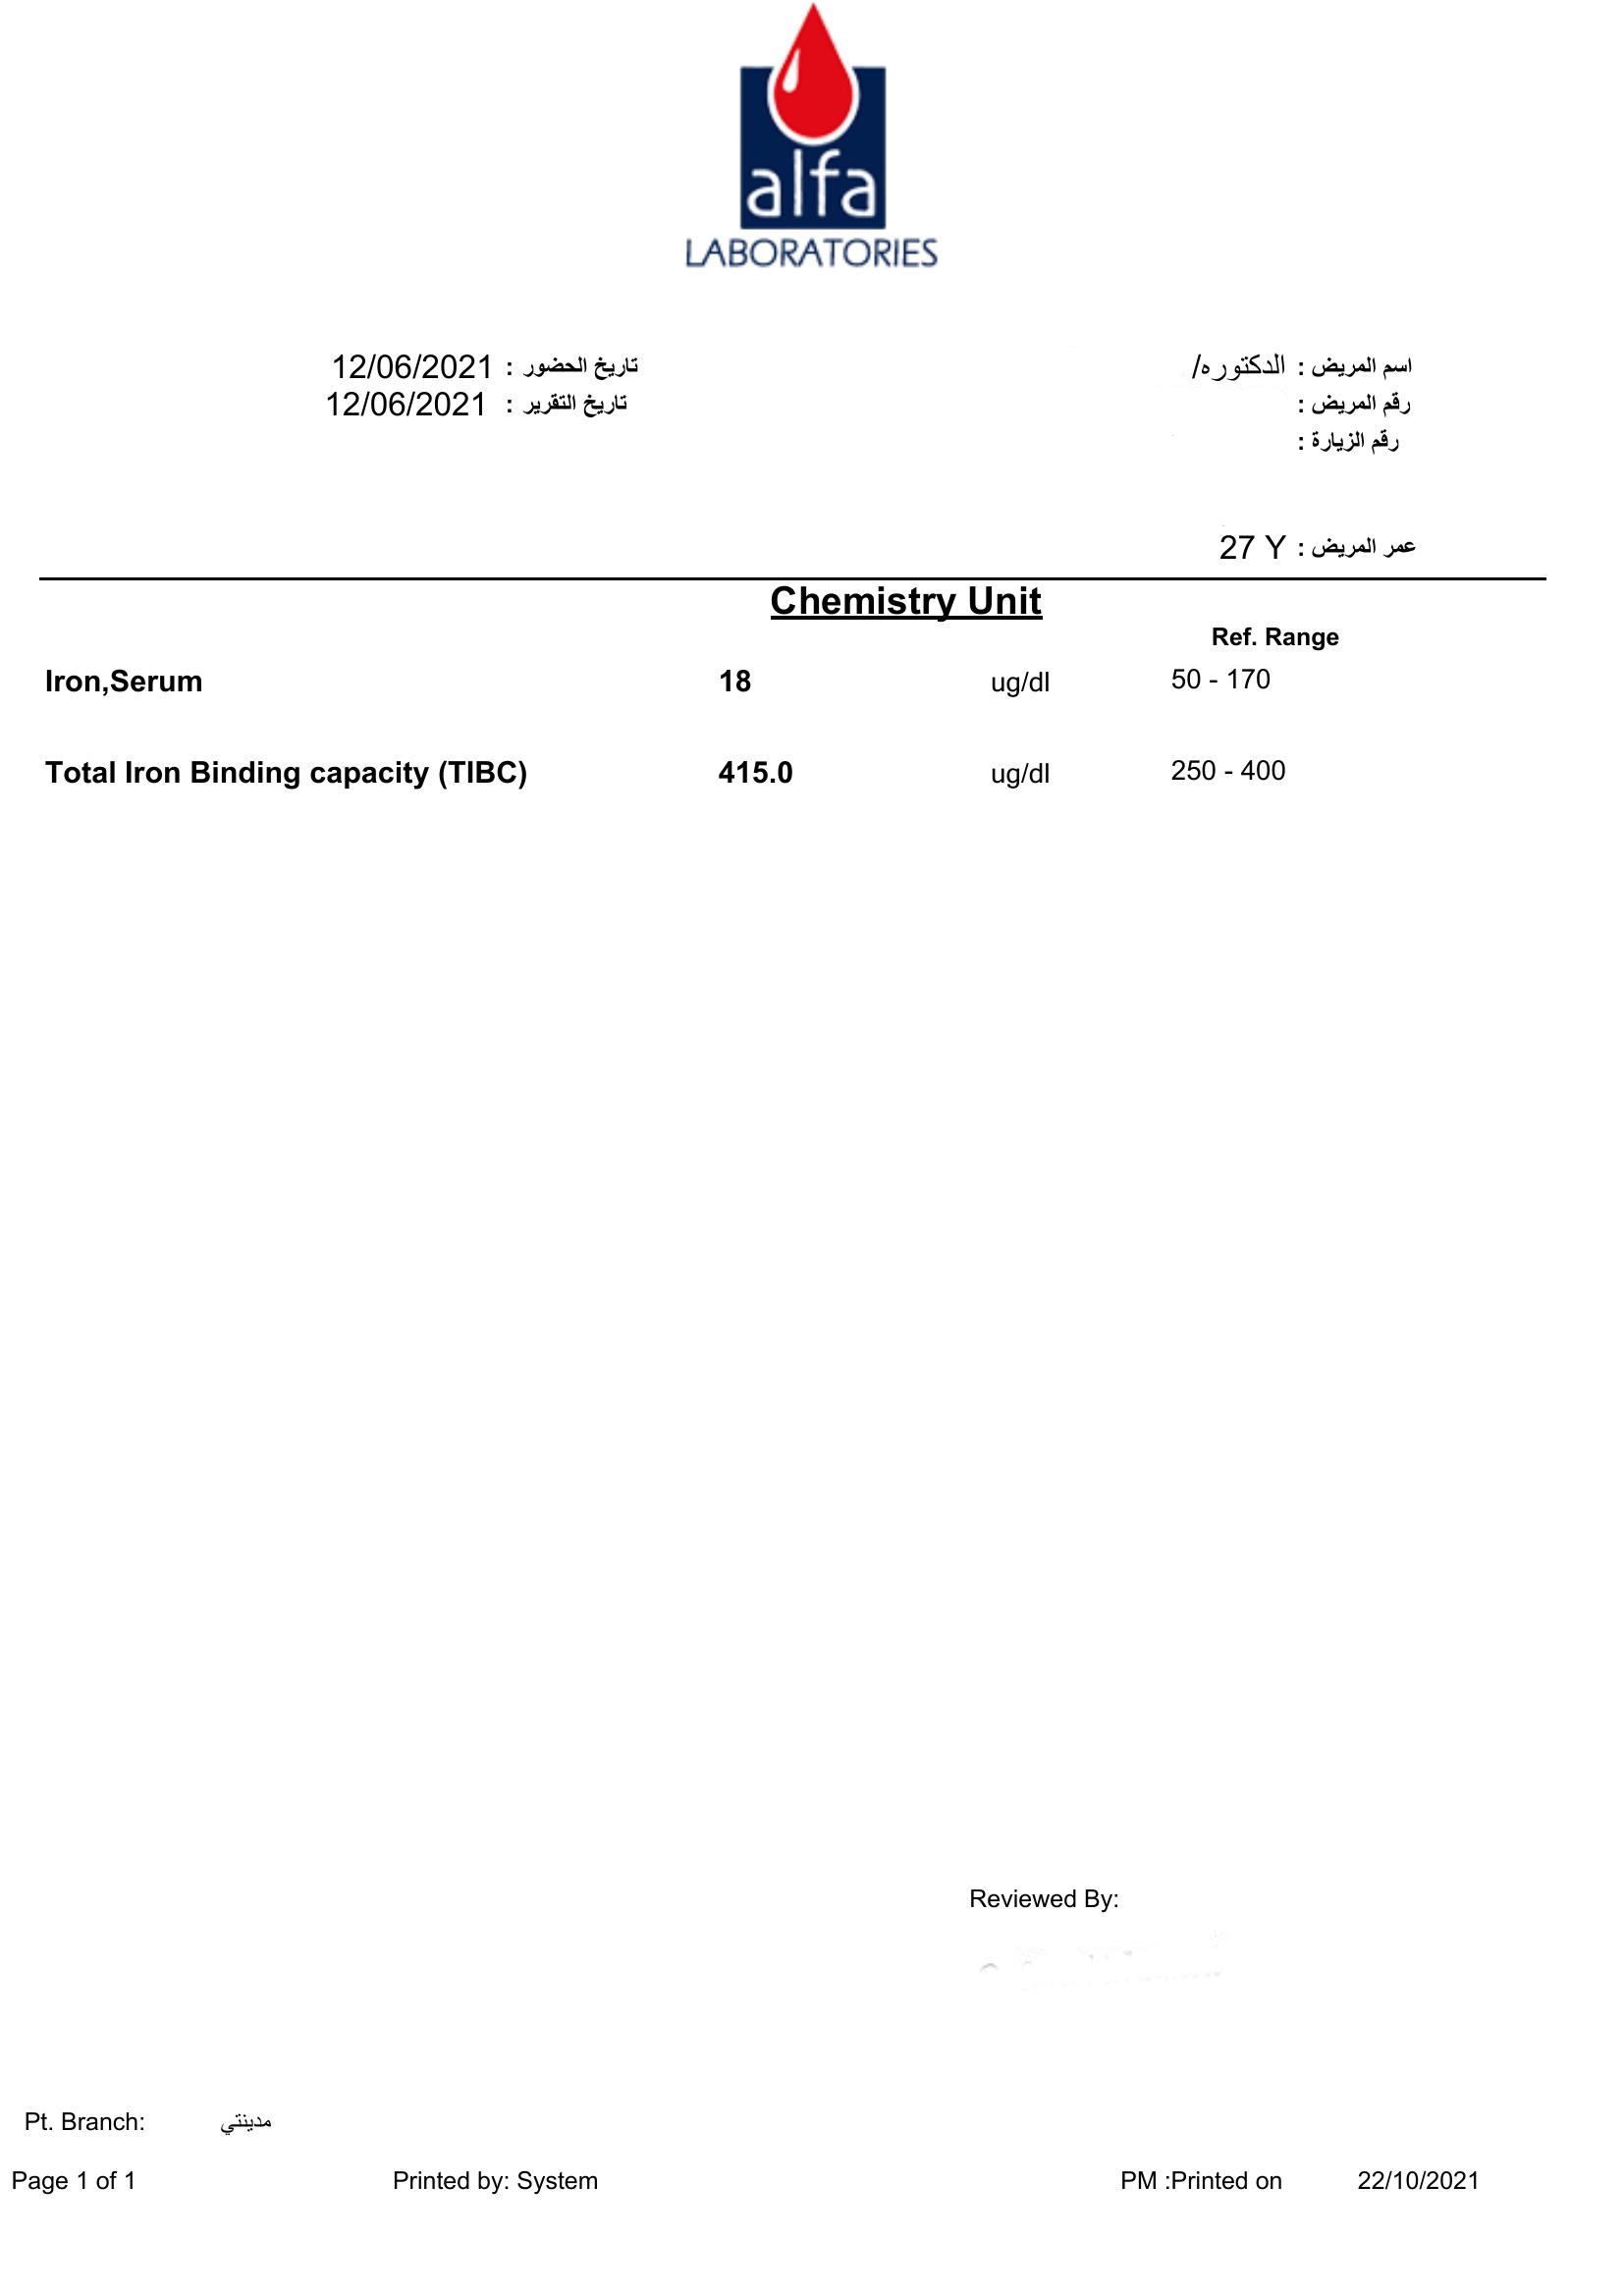 alfa
LABORATORIES
اسم المريض : الدكتوره/
تاريخ الحضور : 12/06/2021
رقم المريض :
تاريخ التقرير : 12/06/2021
رقم الزيارة :
عمر المريض : 27 Y
Chemistry Unit
Ref. Range
Iron,Serum 18 ug/dl 50 - 170
Total Iron Binding capacity (TIBC) 415.0 ug/dl 250 - 400
Reviewed By:
Pt. Branch: مدينتي
Page 1 of 1 Printed by: System PM :Printed on 22/10/2021